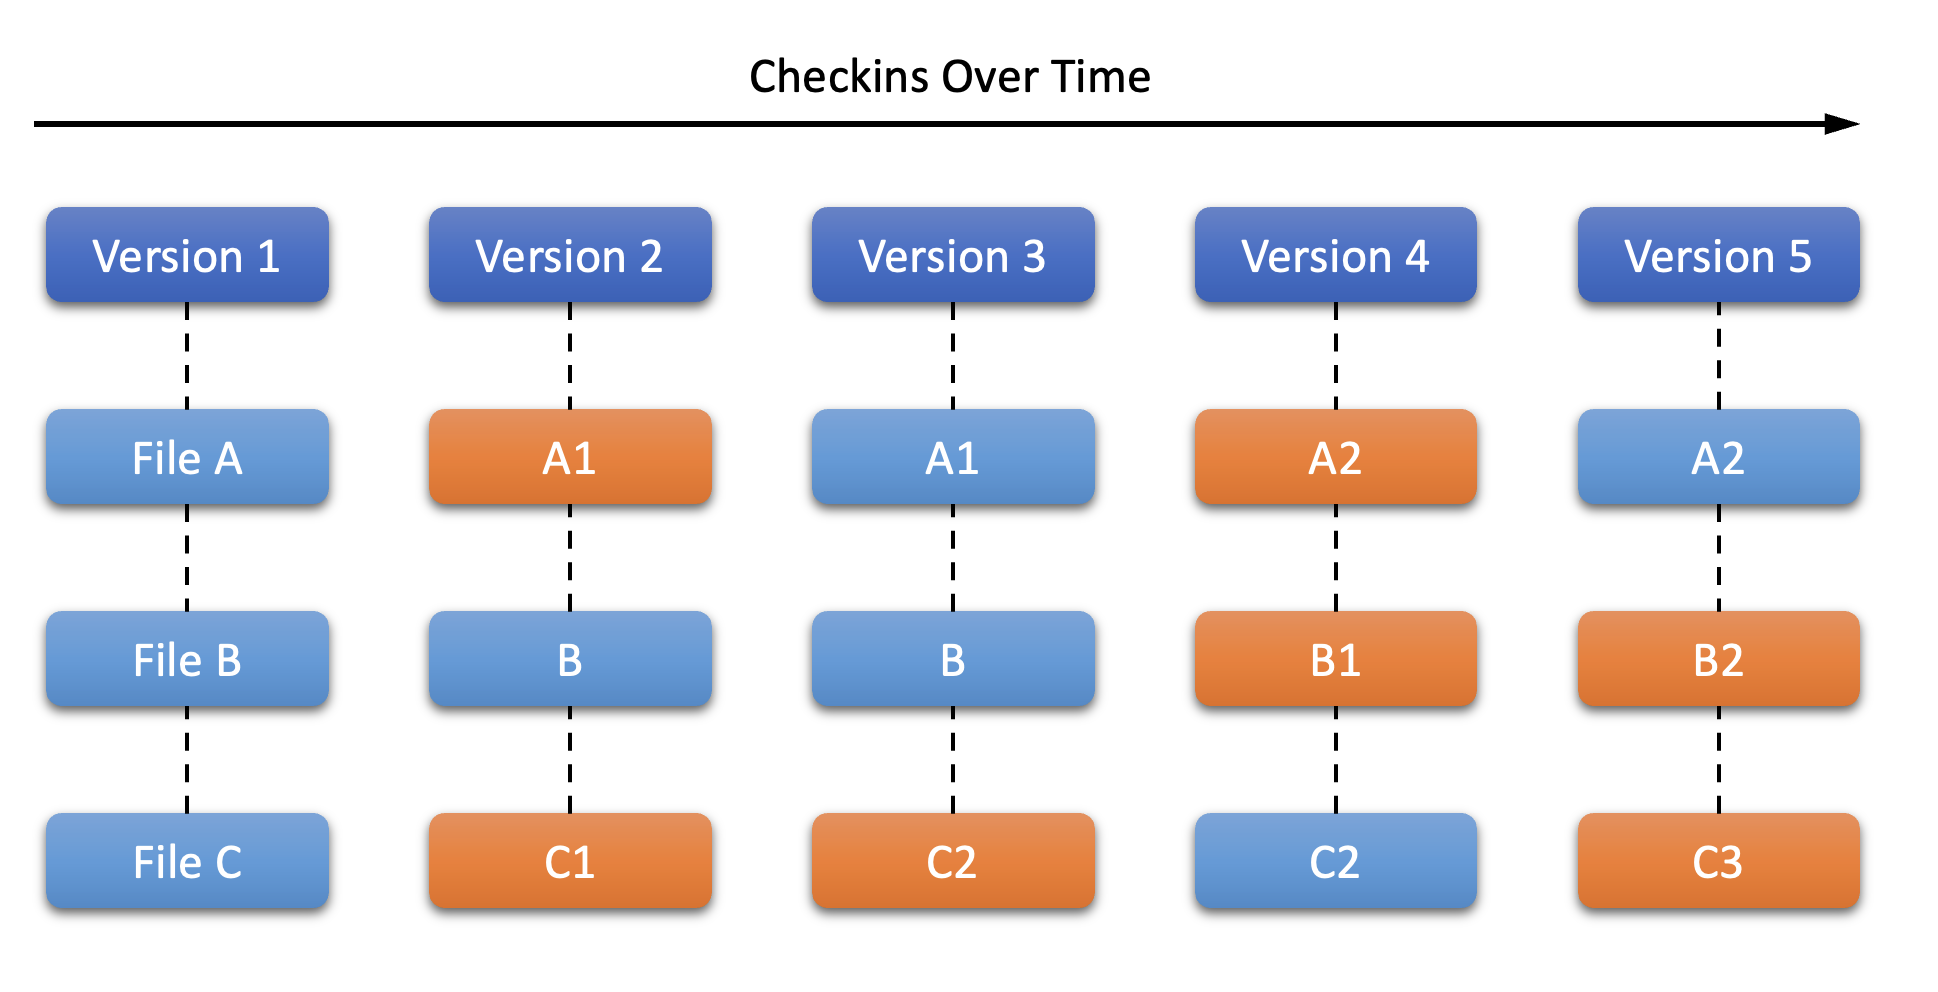 Checkins Over Time
Version 1
Version 2
Version 3
Version 4
Version 5
File A
A1
A1
A2
A2
File B
B
B
B1
B2
File C
C1
C2
C2
C3